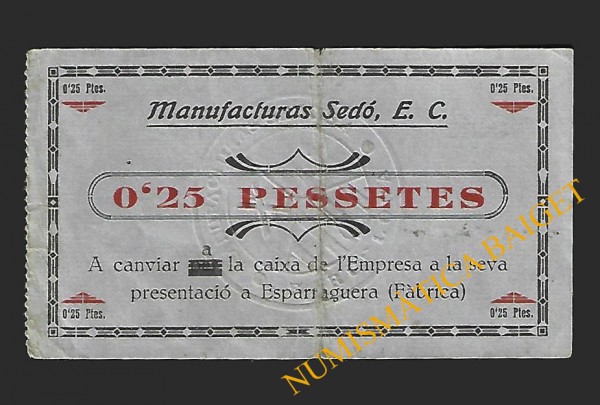 0'25 Ptes. 0'25 Ptes.
Manufacturas Sedó, E. C.
0'25 PESSETES
a
A canviar la caixa de l'Empresa a la seva
presentació a Esparraguera (Fàbrica)
0'25 Ptes. 0'25 Ptes.
NUMISMÀTICA BAIGET